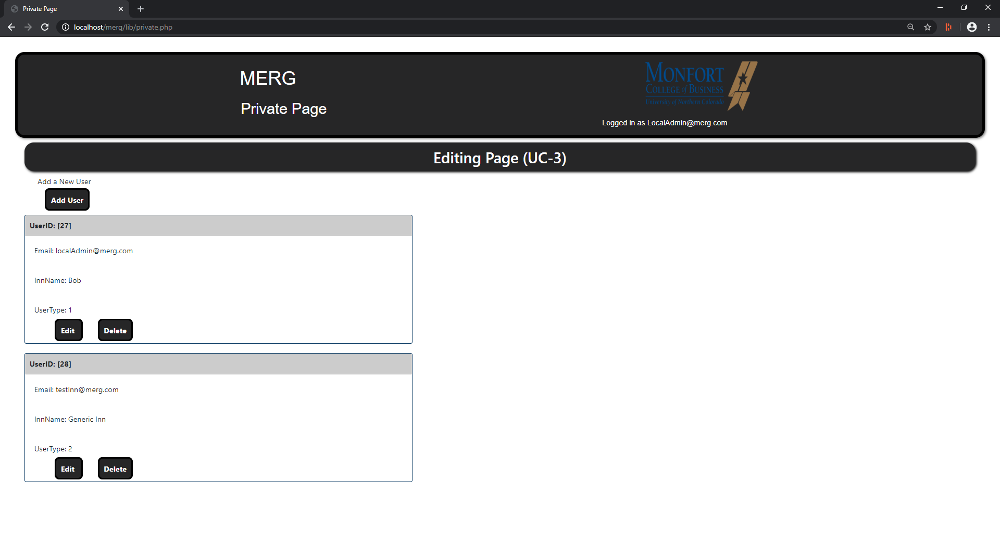 Private Page
localhost/merg/lib/private.php
MERG
Private Page
MONFORT
COLLEGE of BUSINESS
University of Northern Colorado
Logged in as LocalAdmin@merg.com
Editing Page (UC-3)
Add a New User
Add User
UserID: [27]
Email: localAdmin@merg.com
InnName: Bob
UserType: 1
Edit Delete
UserID: [28]
Email: testInn@merg.com
InnName: Generic Inn
UserType: 2
Edit Delete